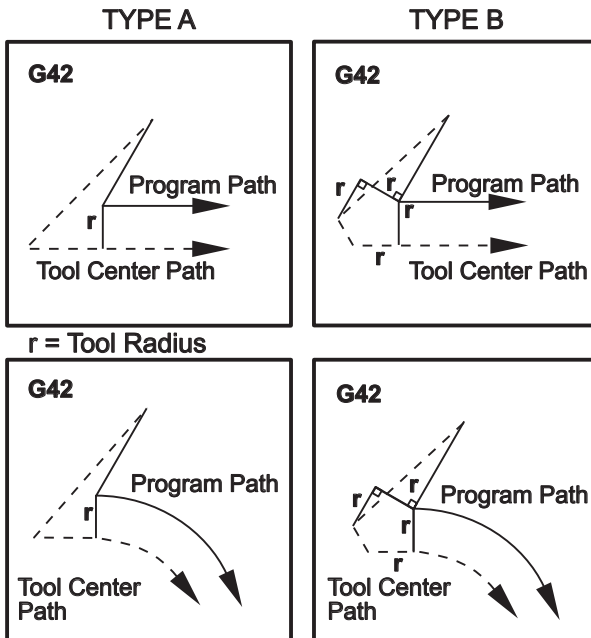 TYPE A
TYPE B
G42
Program Path
r
Tool Center Path
G42
r
r
Program Path
r
r
Tool Center Path
r = Tool Radius
G42
Program Path
r
Tool Center
Path
G42
r
r
Program Path
r
r
Tool Center
Path